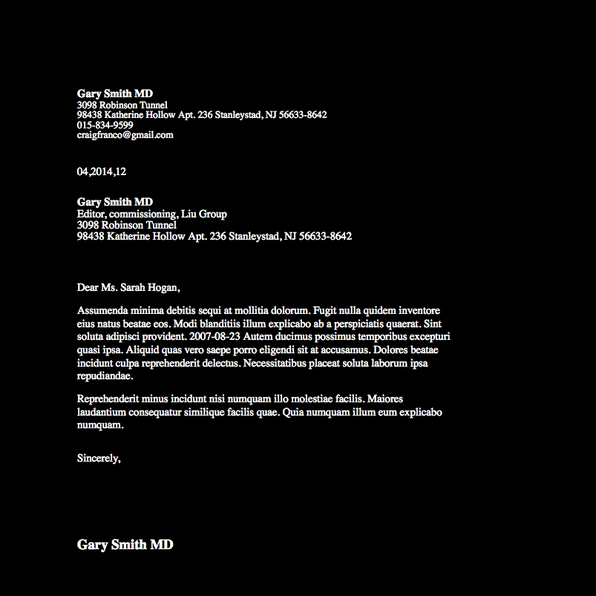 Gary Smith MD
3098 Robinson Tunnel
98438 Katherine Hollow Apt. 236 Stanleystad, NJ 56633-8642
015-834-9599
craigfranco@gmail.com
04,2014,12
Gary Smith MD
Editor, commissioning, Liu Group
3098 Robinson Tunnel
98438 Katherine Hollow Apt. 236 Stanleystad, NJ 56633-8642
Dear Ms. Sarah Hogan,
Assumenda minima debitis sequi at mollitia dolorum. Fugit nulla quidem inventore
eius natus beatae eos. Modi blanditiis illum explicabo ab a perspiciatis quaerat. Sint
soluta adipisci provident. 2007-08-23 Autem ducimus possimus temporibus excepturi
quasi ipsa. Aliquid quas vero saepe porro eligendi sit at accusamus. Dolores beatae
incidunt culpa reprehenderit delectus. Necessitatibus placeat soluta laborum ipsa
repudiandae.
Reprehenderit minus incidunt nisi numquam illo molestiae facilis. Maiores
laudantium consequatur similique facilis quae. Quia numquam illum eum explicabo
numquam.
Sincerely,
Gary Smith MD